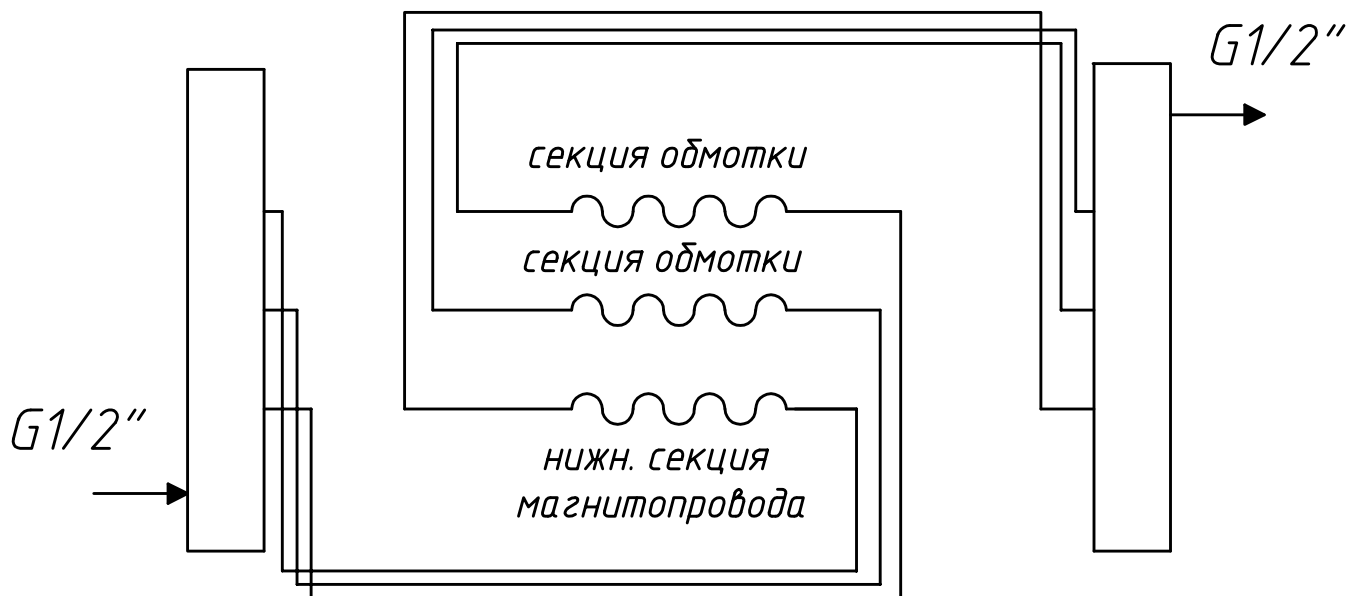 G1/2"
секция обмотки
секция обмотки
G1/2"
нижн. секция
магнитопровода